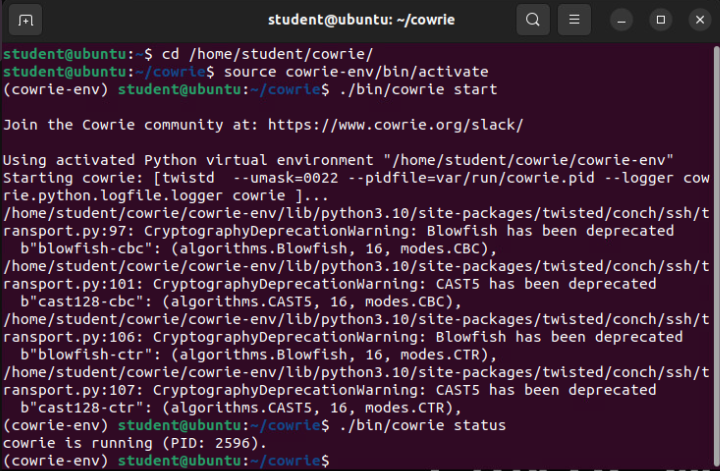 student@ubuntu: ~/cowrie
student@ubuntu:~$ cd /home/student/cowrie/
student@ubuntu:~/cowrie$ source cowrie-env/bin/activate
(cowrie-env) student@ubuntu:~/cowrie$ ./bin/cowrie start
Join the Cowrie community at: https://www.cowrie.org/slack/
Using activated Python virtual environment "/home/student/cowrie/cowrie-env"
Starting cowrie: [twistd  --umask=0022 --pidfile=var/run/cowrie.pid --logger cow
rie.python.logfile.logger cowrie ]...
/home/student/cowrie/cowrie-env/lib/python3.10/site-packages/twisted/conch/ssh/t
ransport.py:97: CryptographyDeprecationWarning: Blowfish has been deprecated
  b"blowfish-cbc": (algorithms.Blowfish, 16, modes.CBC),
/home/student/cowrie/cowrie-env/lib/python3.10/site-packages/twisted/conch/ssh/t
ransport.py:101: CryptographyDeprecationWarning: CAST5 has been deprecated
  b"cast128-cbc": (algorithms.CAST5, 16, modes.CBC),
/home/student/cowrie/cowrie-env/lib/python3.10/site-packages/twisted/conch/ssh/t
ransport.py:106: CryptographyDeprecationWarning: Blowfish has been deprecated
  b"blowfish-ctr": (algorithms.Blowfish, 16, modes.CTR),
/home/student/cowrie/cowrie-env/lib/python3.10/site-packages/twisted/conch/ssh/t
ransport.py:107: CryptographyDeprecationWarning: CAST5 has been deprecated
  b"cast128-ctr": (algorithms.CAST5, 16, modes.CTR),
(cowrie-env) student@ubuntu:~/cowrie$ ./bin/cowrie status
cowrie is running (PID: 2596).
(cowrie-env) student@ubuntu:~/cowrie$